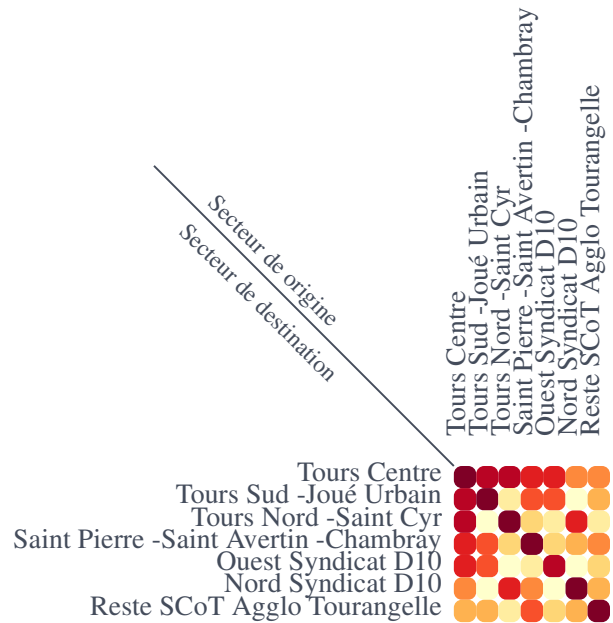 Tours Centre
Tours Sud -Joué Urbain
Tours Nord -Saint Cyr
Saint Pierre -Saint Avertin -Chambray
Ouest Syndicat D10
Nord Syndicat D10
Reste SCoT Agglo Tourangelle
Secteur de origine
Secteur de destination
Tours Centre
Tours Sud -Joué Urbain
Tours Nord -Saint Cyr
Saint Pierre -Saint Avertin -Chambray
Ouest Syndicat D10
Nord Syndicat D10
Reste SCoT Agglo Tourangelle